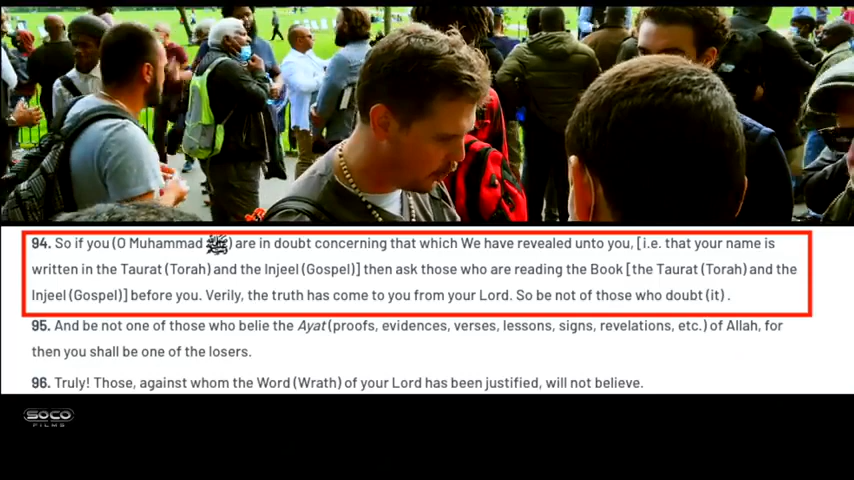 94. So if you (O Muhammad ﷺ) are in doubt concerning that which We have revealed unto you, [i.e. that your name is
written in the Taurat (Torah) and the Injeel (Gospel)] then ask those who are reading the Book [the Taurat (Torah) and the
Injeel (Gospel)] before you. Verily, the truth has come to you from your Lord. So be not of those who doubt (it) .
95. And be not one of those who belie the Ayat (proofs, evidences, verses, lessons, signs, revelations, etc.) of Allah, for
then you shall be one of the losers.
96. Truly! Those, against whom the Word (Wrath) of your Lord has been justified, will not believe.
SOCO
FILMS